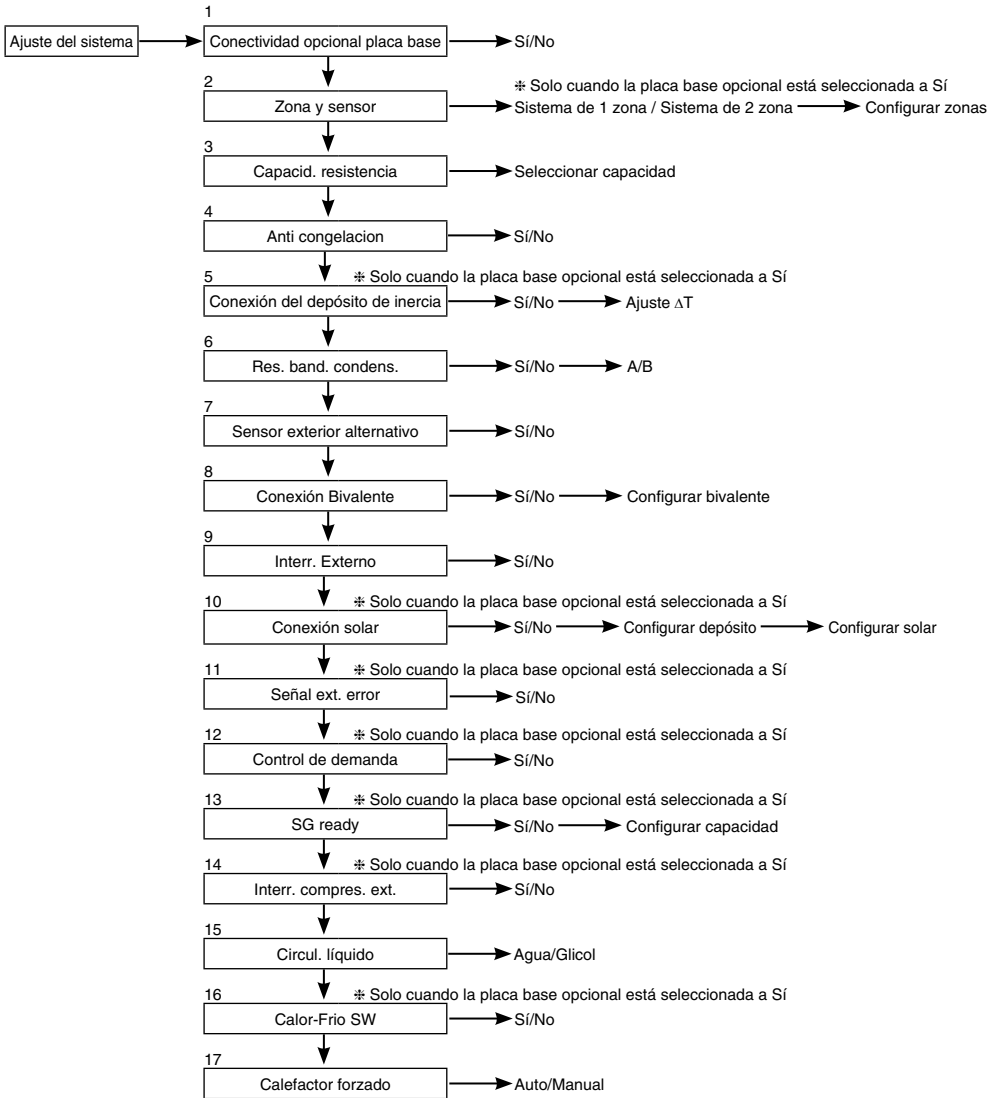 1
Ajuste del sistema
Conectividad opcional placa base
Sí/No
2
❈ Solo cuando la placa base opcional está seleccionada a Sí
Zona y sensor
Sistema de 1 zona / Sistema de 2 zona
Configurar zonas
3
Capacid. resistencia
Seleccionar capacidad
4
Anti congelacion
Sí/No
5
❈ Solo cuando la placa base opcional está seleccionada a Sí
Conexión del depósito de inercia
Sí/No
Ajuste ∆T
6
Res. band. condens.
Sí/No
A/B
7
Sensor exterior alternativo
Sí/No
8
Conexión Bivalente
Sí/No
Configurar bivalente
9
Interr. Externo
Sí/No
10
❈ Solo cuando la placa base opcional está seleccionada a Sí
Conexión solar
Sí/No
Configurar depósito
Configurar solar
11
❈ Solo cuando la placa base opcional está seleccionada a Sí
Señal ext. error
Sí/No
12
❈ Solo cuando la placa base opcional está seleccionada a Sí
Control de demanda
Sí/No
13
❈ Solo cuando la placa base opcional está seleccionada a Sí
SG ready
Sí/No
Configurar capacidad
14
❈ Solo cuando la placa base opcional está seleccionada a Sí
Interr. compres. ext.
Sí/No
15
Circul. líquido
Agua/Glicol
16
❈ Solo cuando la placa base opcional está seleccionada a Sí
Calor-Frio SW
Sí/No
17
Calefactor forzado
Auto/Manual